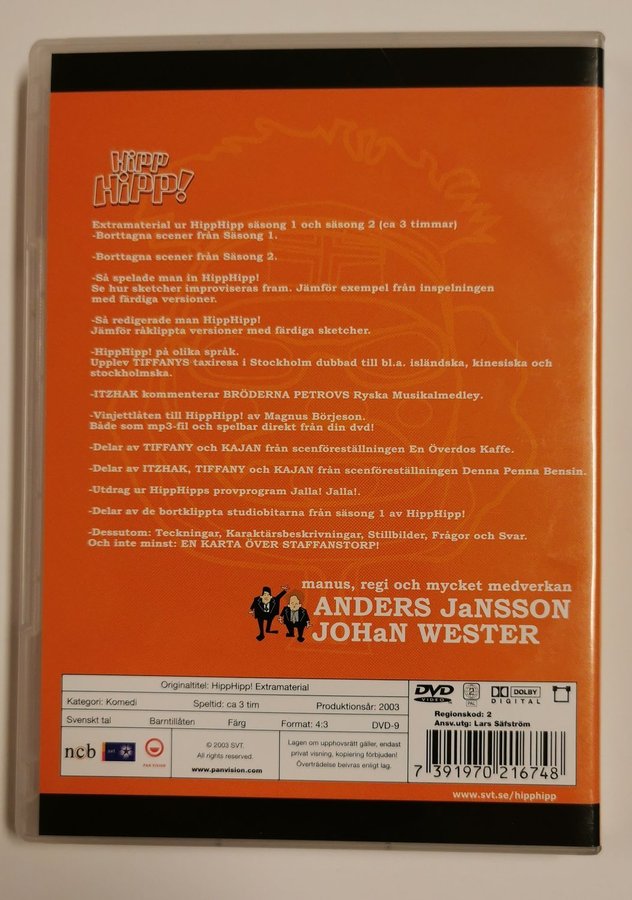 HiPP
HiPP!
Extramaterial ur HippHipp säsong 1 och säsong 2 (ca 3 timmar)
-Borttagna scener från Säsong 1.
-Borttagna scener från Säsong 2.
-Så spelade man in HippHipp!
Se hur sketcher improviseras fram. Jämför exempel från inspelningen
med färdiga versioner.
-Så redigerade man HippHipp!
Jämför råklippta versioner med färdiga sketcher.
-HippHipp! på olika språk.
Upplev TIFFANYS taxiresa i Stockholm dubbad till bl.a. isländska, kinesiska och
stockholmska.
-ITZHAK kommenterar BRÖDERNA PETROVS Ryska Musikalmedley.
-Vinjettlåten till HippHipp! av Magnus Börjeson.
Både som mp3-fil och spelbar direkt från din dvd!
-Delar av TIFFANY och KAJAN från scenföreställningen En Överdos Kaffe.
-Delar av ITZHAK, TIFFANY och KAJAN från scenföreställningen Denna Penna Bensin.
-Utdrag ur HippHipps provprogram Jalla! Jalla!.
-Delar av de bortklippta studiobitarna från säsong 1 av HippHipp!
-Dessutom: Teckningar, Karaktärsbeskrivningar, Stillbilder, Frågor och Svar.
Och inte minst: EN KARTA ÖVER STAFFANSTORP!
manus, regi och mycket medverkan
ANDERS JaNSSON
JOHaN WESTER
Originaltitel: HippHipp! Extramaterial
Kategori: Komedi Speltid: ca 3 tim Produktionsår: 2003
Svenskt tal Barntillåten Färg Format: 4:3 DVD-9
ncb svt PAN VISION
© 2003 SVT.
All rights reserved.
www.panvision.com
Lagen om upphovsrätt gäller, endast
privat visning, kopiering förbjuden!
Överträdelse beivras enligt lag.
DVD VIDEO 2 PAL DOLBY DIGITAL
Regionskod: 2
Ansv.utg: Lars Säfström
7 391970 216748
www.svt.se/hipphipp